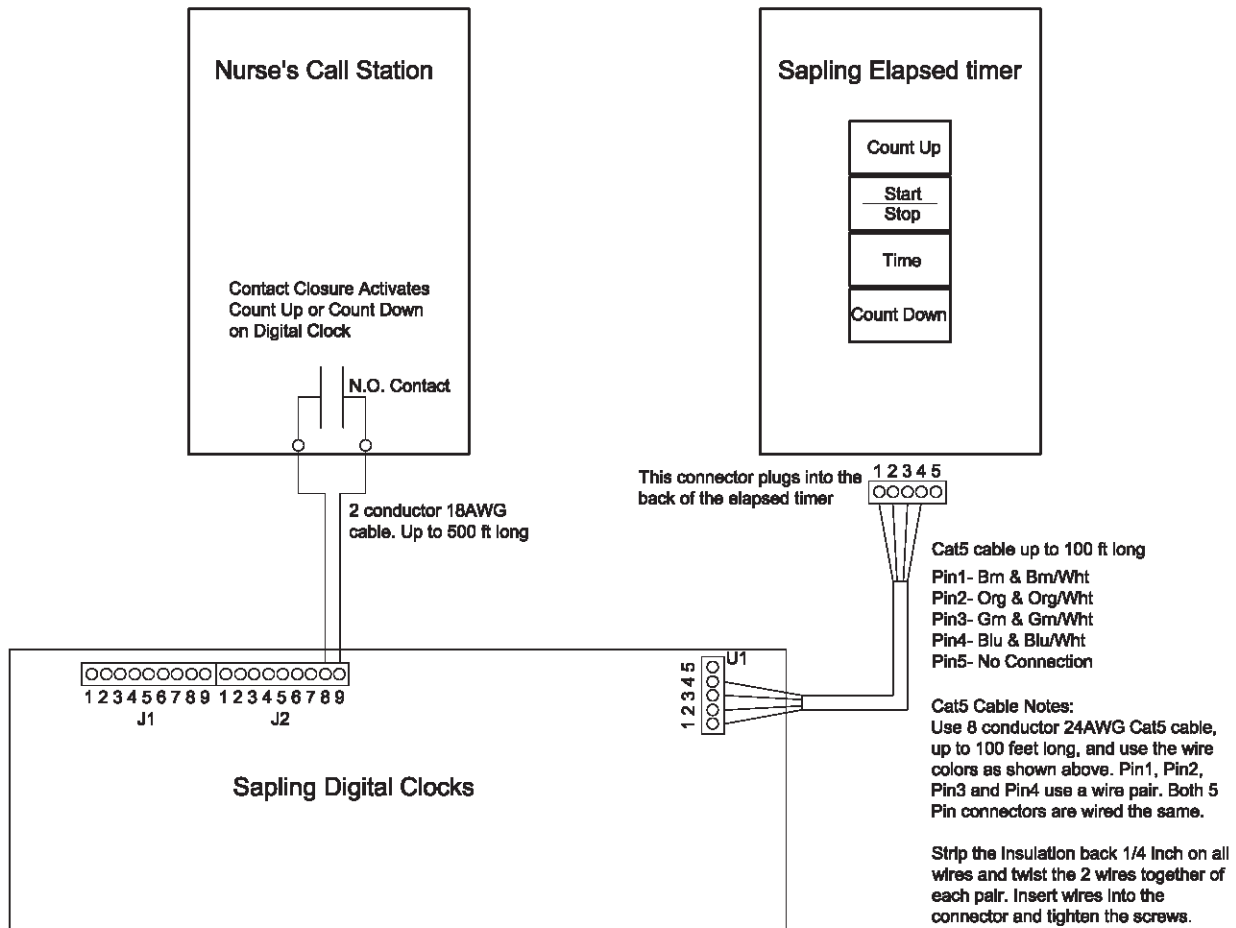 Nurse's Call Station
Contact Closure Activates
Count Up or Count Down
on Digital Clock
N.O. Contact
2 conductor 18AWG
cable. Up to 500 ft long
Sapling Elapsed timer
Count Up
Start
Stop
Time
Count Down
This connector plugs into the
back of the elapsed timer
1 2 3 4 5
Cat5 cable up to 100 ft long
Pin1- Brn & Brn/Wht
Pin2- Org & Org/Wht
Pin3- Grn & Grn/Wht
Pin4- Blu & Blu/Wht
Pin5- No Connection
Cat5 Cable Notes:
Use 8 conductor 24AWG Cat5 cable,
up to 100 feet long, and use the wire
colors as shown above. Pin1, Pin2,
Pin3 and Pin4 use a wire pair. Both 5
Pin connectors are wired the same.
Strip the insulation back 1/4 inch on all
wires and twist the 2 wires together of
each pair. Insert wires into the
connector and tighten the screws.
1 2 3 4 5 6 7 8 9 1 2 3 4 5 6 7 8 9
J1 J2
U1
1 2 3 4 5
Sapling Digital Clocks